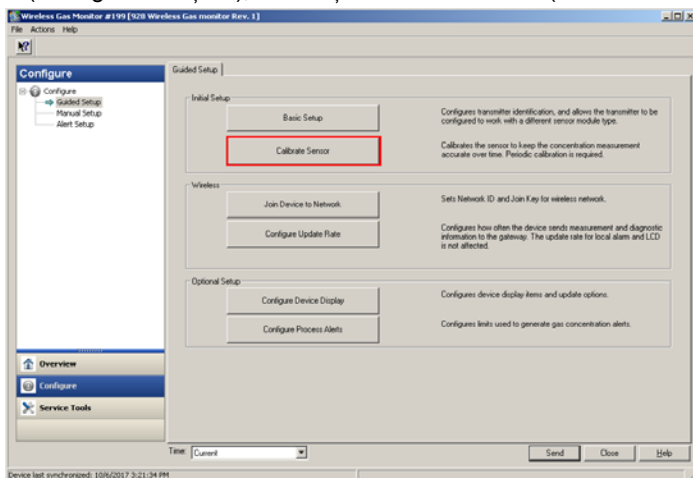 Wireless Gas Monitor #199 [928 Wireless Gas monitor Rev. 1]
File Actions Help
Configure
Guided Setup
Configure
Guided Setup
Manual Setup
Alert Setup
Initial Setup
Basic Setup
Configures transmitter identification, and allows the transmitter to be
configured to work with a different sensor module type.
Calibrate Sensor
Calibrates the sensor to keep the concentration measurement
accurate over time. Periodic calibration is required.
Wireless
Join Device to Network
Sets Network ID and Join Key for wireless network.
Configure Update Rate
Configures how often the device sends measurement and diagnostic
information to the gateway. The update rate for local alarm and LCD
is not affected.
Optional Setup
Configure Device Display
Configures device display items and update options.
Configure Process Alerts
Configures limits used to generate gas concentration alerts.
Overview
Configure
Service Tools
Time: Current
Send Close Help
Device last synchronized: 10/6/2017 3:21:34 PM